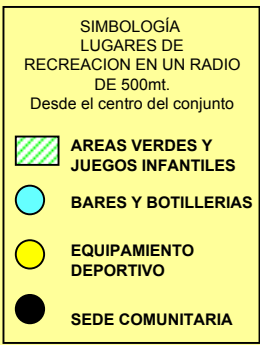 SIMBOLOGÍA
LUGARES DE
RECREACION EN UN RADIO
DE 500mt.
Desde el centro del conjunto
AREAS VERDES Y
JUEGOS INFANTILES
BARES Y BOTILLERIAS
EQUIPAMIENTO
DEPORTIVO
SEDE COMUNITARIA